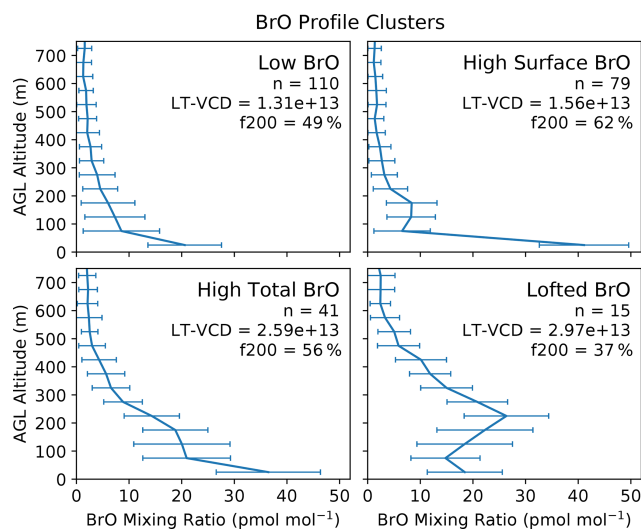 BrO Profile Clusters
Low BrO
n = 110
LT-VCD = 1.31e+13
f200 = 49%
High Surface BrO
n = 79
LT-VCD = 1.56e+13
f200 = 62%
AGL Altitude (m)
700
600
500
400
300
200
100
0
High Total BrO
n = 41
LT-VCD = 2.59e+13
f200 = 56%
Lofted BrO
n = 15
LT-VCD = 2.97e+13
f200 = 37%
AGL Altitude (m)
700
600
500
400
300
200
100
0
0 10 20 30 40 50
0 10 20 30 40 50
BrO Mixing Ratio (pmol mol⁻¹)
BrO Mixing Ratio (pmol mol⁻¹)